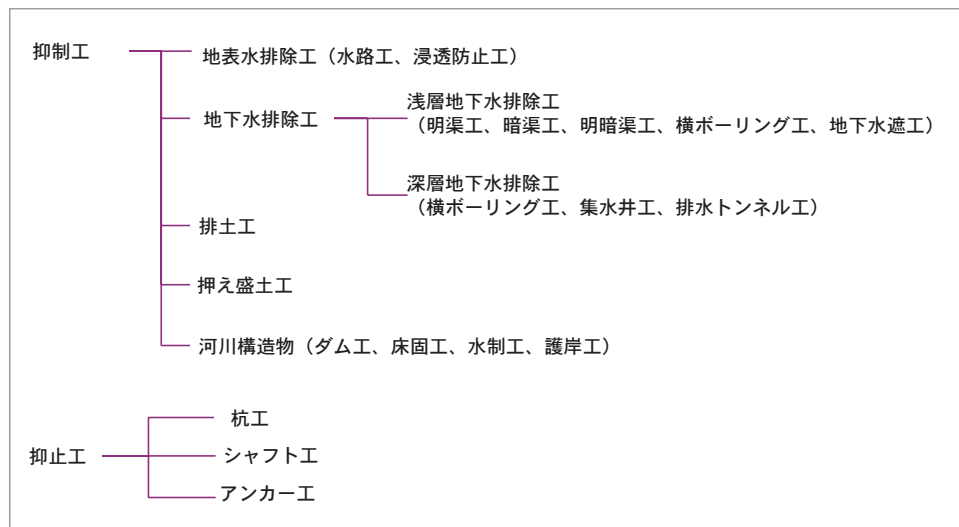 抑制工
地表水排除工（水路工、浸透防止工）
地下水排除工
浅層地下水排除工
（明渠工、暗渠工、明暗渠工、横ボーリング工、地下水遮工）
深層地下水排除工
（横ボーリング工、集水井工、排水トンネル工）
排土工
押え盛土工
河川構造物（ダム工、床固工、水制工、護岸工）
抑止工
杭工
シャフト工
アンカー工